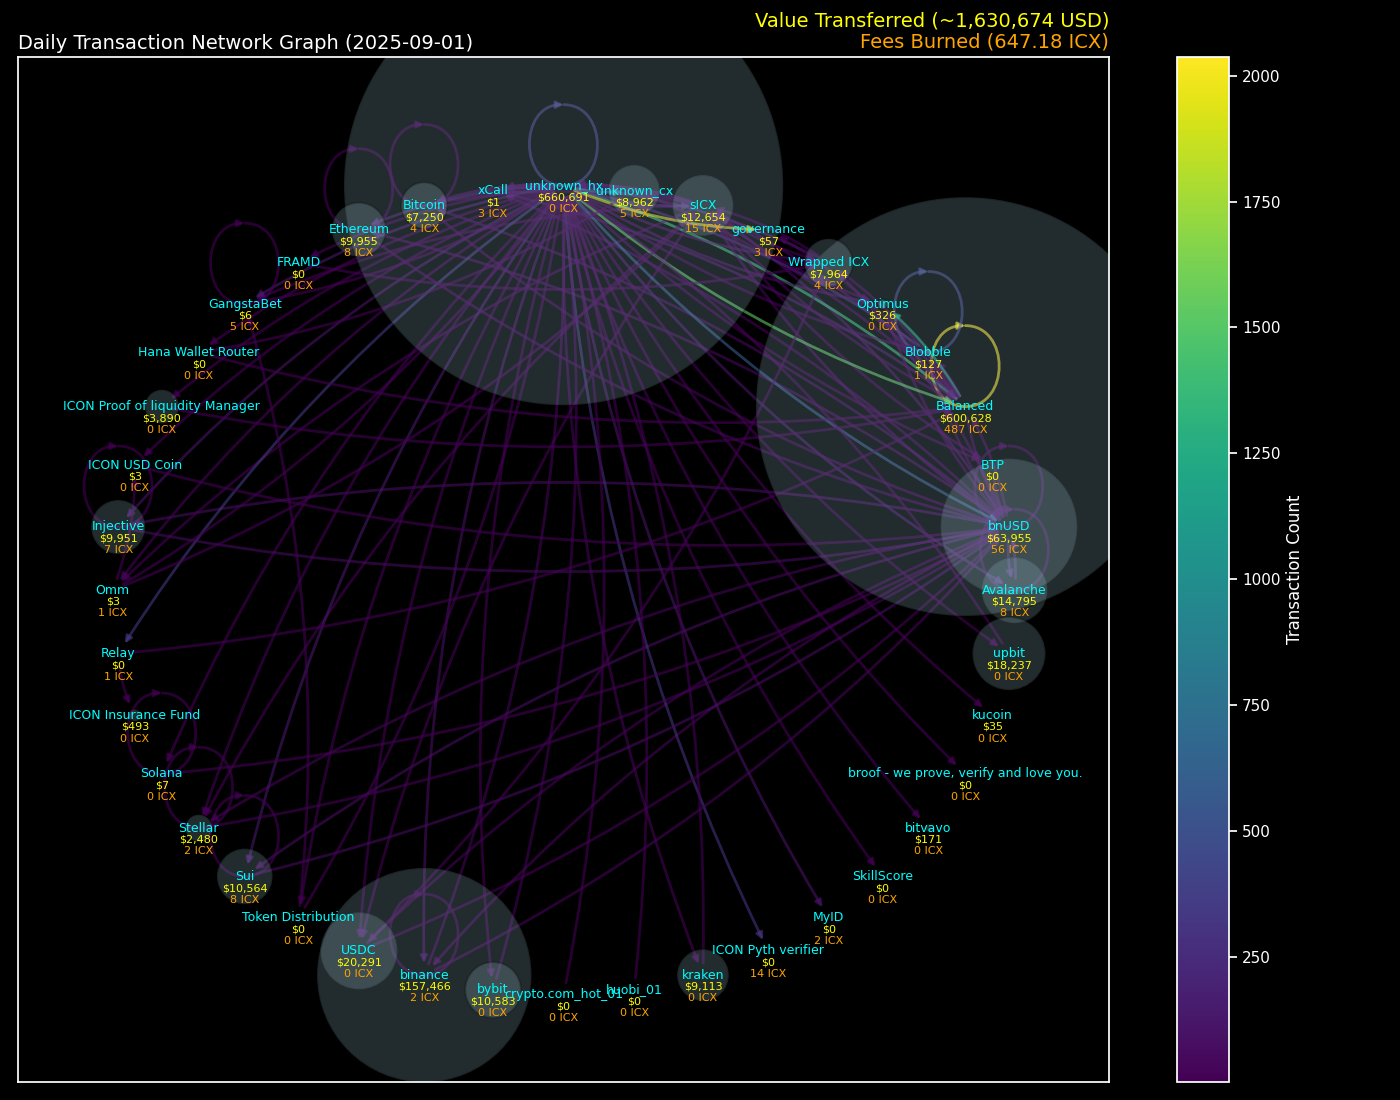 Value Transferred (~1,630,674 USD)
Daily Transaction Network Graph (2025-09-01)
Fees Burned (647.18 ICX)
unknown_hx
$660,691
0 ICX
unknown_cx
$8,962
5 ICX
xCall
$1
3 ICX
sICX
$12,654
15 ICX
Bitcoin
$7,250
4 ICX
governance
$57
3 ICX
Ethereum
$9,955
8 ICX
Wrapped ICX
$7,964
4 ICX
FRAMD
$0
0 ICX
Optimus
$326
0 ICX
GangstaBet
$6
5 ICX
Blobble
$127
1 ICX
Hana Wallet Router
$0
0 ICX
Balanced
$600,628
487 ICX
ICON Proof of liquidity Manager
$3,890
0 ICX
BTP
$0
0 ICX
ICON USD Coin
$3
0 ICX
bnUSD
$63,955
56 ICX
Injective
$9,951
7 ICX
Avalanche
$14,795
8 ICX
Omm
$3
1 ICX
upbit
$18,237
0 ICX
Relay
$0
1 ICX
kucoin
$35
0 ICX
ICON Insurance Fund
$493
0 ICX
broof - we prove, verify and love you.
$0
0 ICX
Solana
$7
0 ICX
bitvavo
$171
0 ICX
Stellar
$2,480
2 ICX
SkillScore
$0
0 ICX
Sui
$10,564
8 ICX
MyID
$0
2 ICX
Token Distribution
$0
0 ICX
ICON Pyth verifier
$0
14 ICX
USDC
$20,291
0 ICX
kraken
$9,113
0 ICX
binance
$157,466
2 ICX
bybit
$10,583
0 ICX
crypto.com_hot_01
$0
0 ICX
huobi_01
$0
0 ICX
2000
1750
1500
1250
1000
750
500
250
Transaction Count